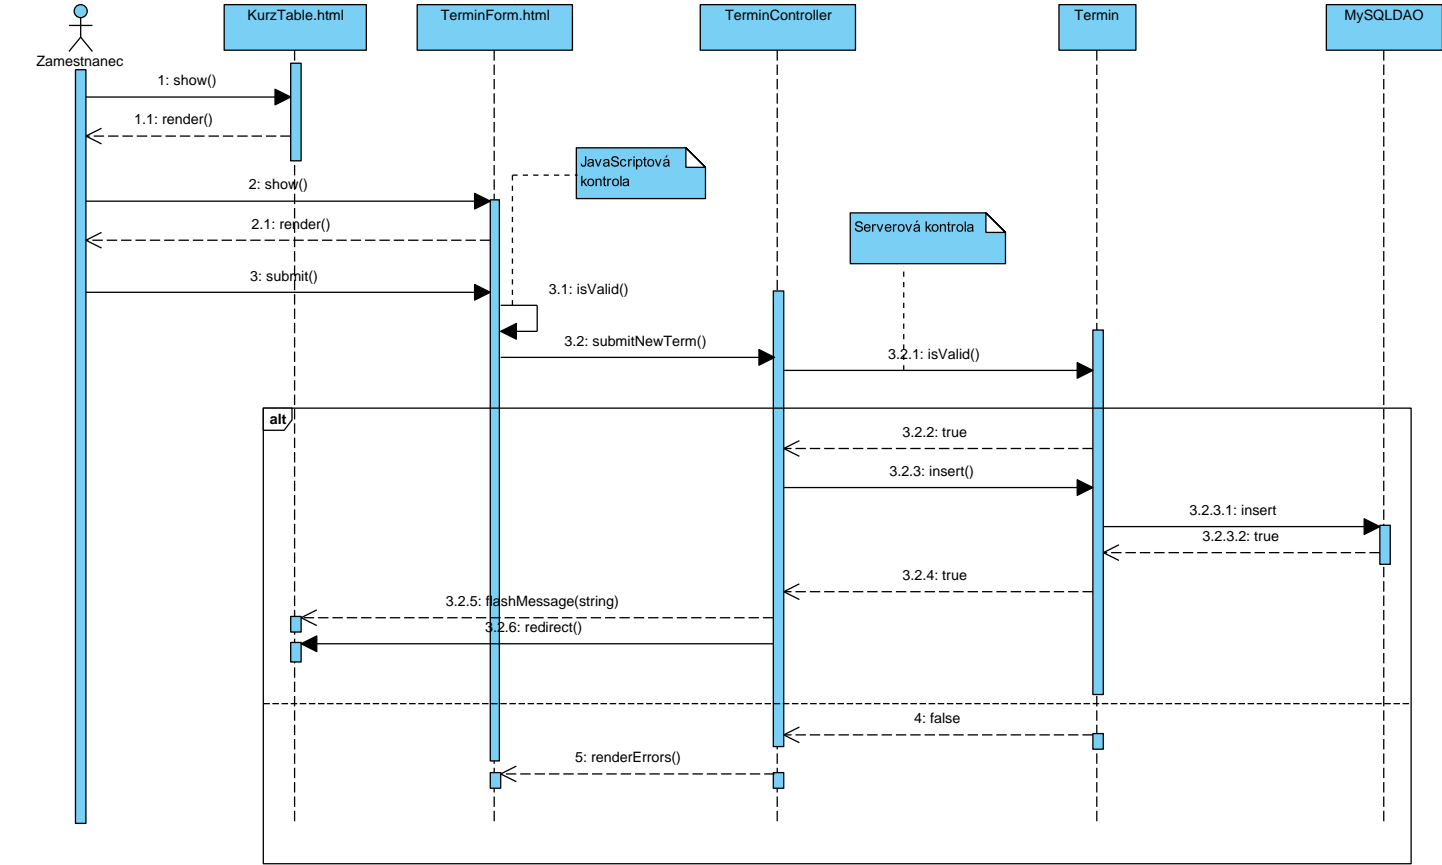 KurzTable.html
TerminForm.html
TerminController
Termin
MySQLDAO
Zamestnanec
1: show()
1.1: render()
JavaScriptová
kontrola
2: show()
2.1: render()
Serverová kontrola
3: submit()
3.1: isValid()
3.2: submitNewTerm()
3.2.1: isValid()
alt
3.2.2: true
3.2.3: insert()
3.2.3.1: insert
3.2.3.2: true
3.2.4: true
3.2.5: flashMessage(string)
3.2.6: redirect()
4: false
5: renderErrors()